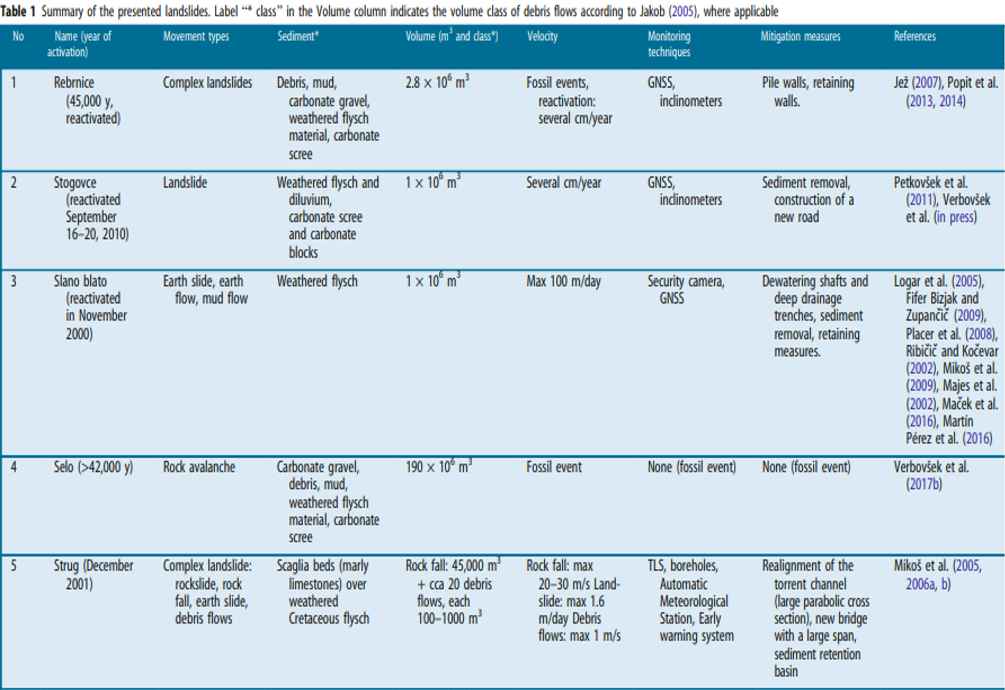 Table 1 Summary of the presented landslides. Label “* class” in the Volume column indicates the volume class of debris flows according to Jakob (2005), where applicable
No
Name (year of
activation)
Movement types
Sediment*
Volume (m³ and class*)
Velocity
Monitoring
techniques
Mitigation measures
References
1
Rebrnice
(45,000 y,
reactivated)
Complex landslides
Debris, mud,
carbonate gravel,
weathered flysch
material, carbonate
scree
2.8 × 10⁶ m³
Fossil events,
reactivation:
several cm/year
GNSS,
inclinometers
Pile walls, retaining
walls.
Jež (2007), Popit et al.
(2013, 2014)
2
Stogovce
(reactivated
September
16–20, 2010)
Landslide
Weathered flysch and
diluvium,
carbonate scree
and carbonate
blocks
1 × 10⁶ m³
Several cm/year
GNSS,
inclinometers
Sediment removal,
construction of a
new road
Petkovšek et al.
(2011), Verbovšek
et al. (in press)
3
Slano blato
(reactivated
in November
2000)
Earth slide, earth
flow, mud flow
Weathered flysch
1 × 10⁶ m³
Max 100 m/day
Security camera,
GNSS
Dewatering shafts and
deep drainage
trenches, sediment
removal, retaining
measures.
Logar et al. (2005),
Fifer Bizjak and
Zupančič (2009),
Placer et al. (2008),
Ribičič and Kočevar
(2002), Mikoš et al.
(2009), Majes et al.
(2002), Maček et al.
(2016), Martín
Pérez et al. (2016)
4
Selo (>42,000 y)
Rock avalanche
Carbonate gravel,
debris, mud,
weathered flysch
material, carbonate
scree
190 × 10⁶ m³
Fossil event
None (fossil event)
None (fossil event)
Verbovšek et al.
(2017b)
5
Strug (December
2001)
Complex landslide:
rockslide, rock
fall, earth slide,
debris flows
Scaglia beds (marly
limestones) over
weathered
Cretaceous flysch
Rock fall: 45,000 m³
+ cca 20 debris
flows, each
100–1000 m³
Rock fall: max
20–30 m/s Land-
slide: max 1.6
m/day Debris
flows: max 1 m/s
TLS, boreholes,
Automatic
Meteorological
Station, Early
warning system
Realignment of the
torrent channel
(large parabolic cross
section), new bridge
with a large span,
sediment retention
basin
Mikoš et al. (2005,
2006a, b)